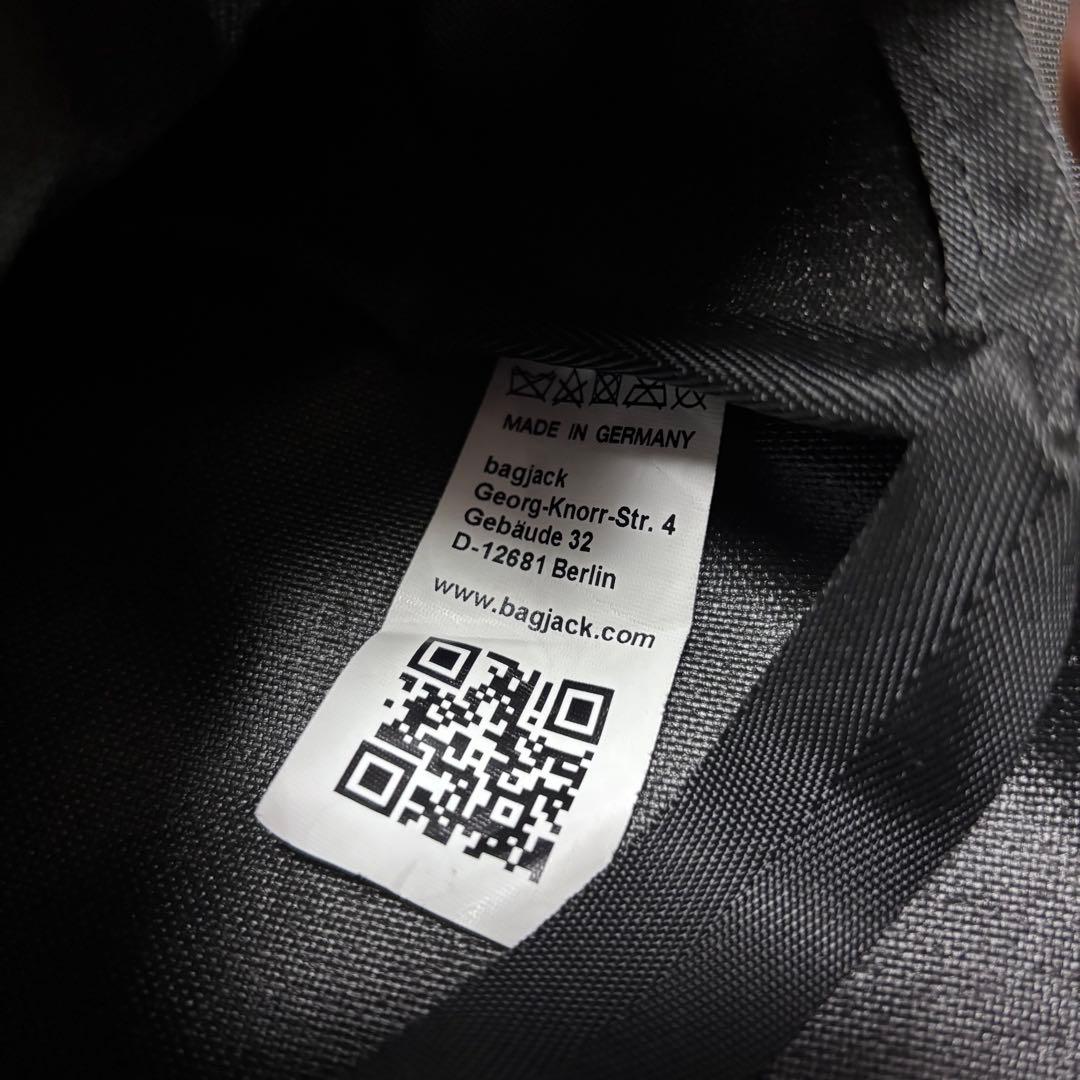 MADE IN GERMANY
bagjack
Georg-Knorr-Str. 4
Gebäude 32
D-12681 Berlin
www.bagjack.com